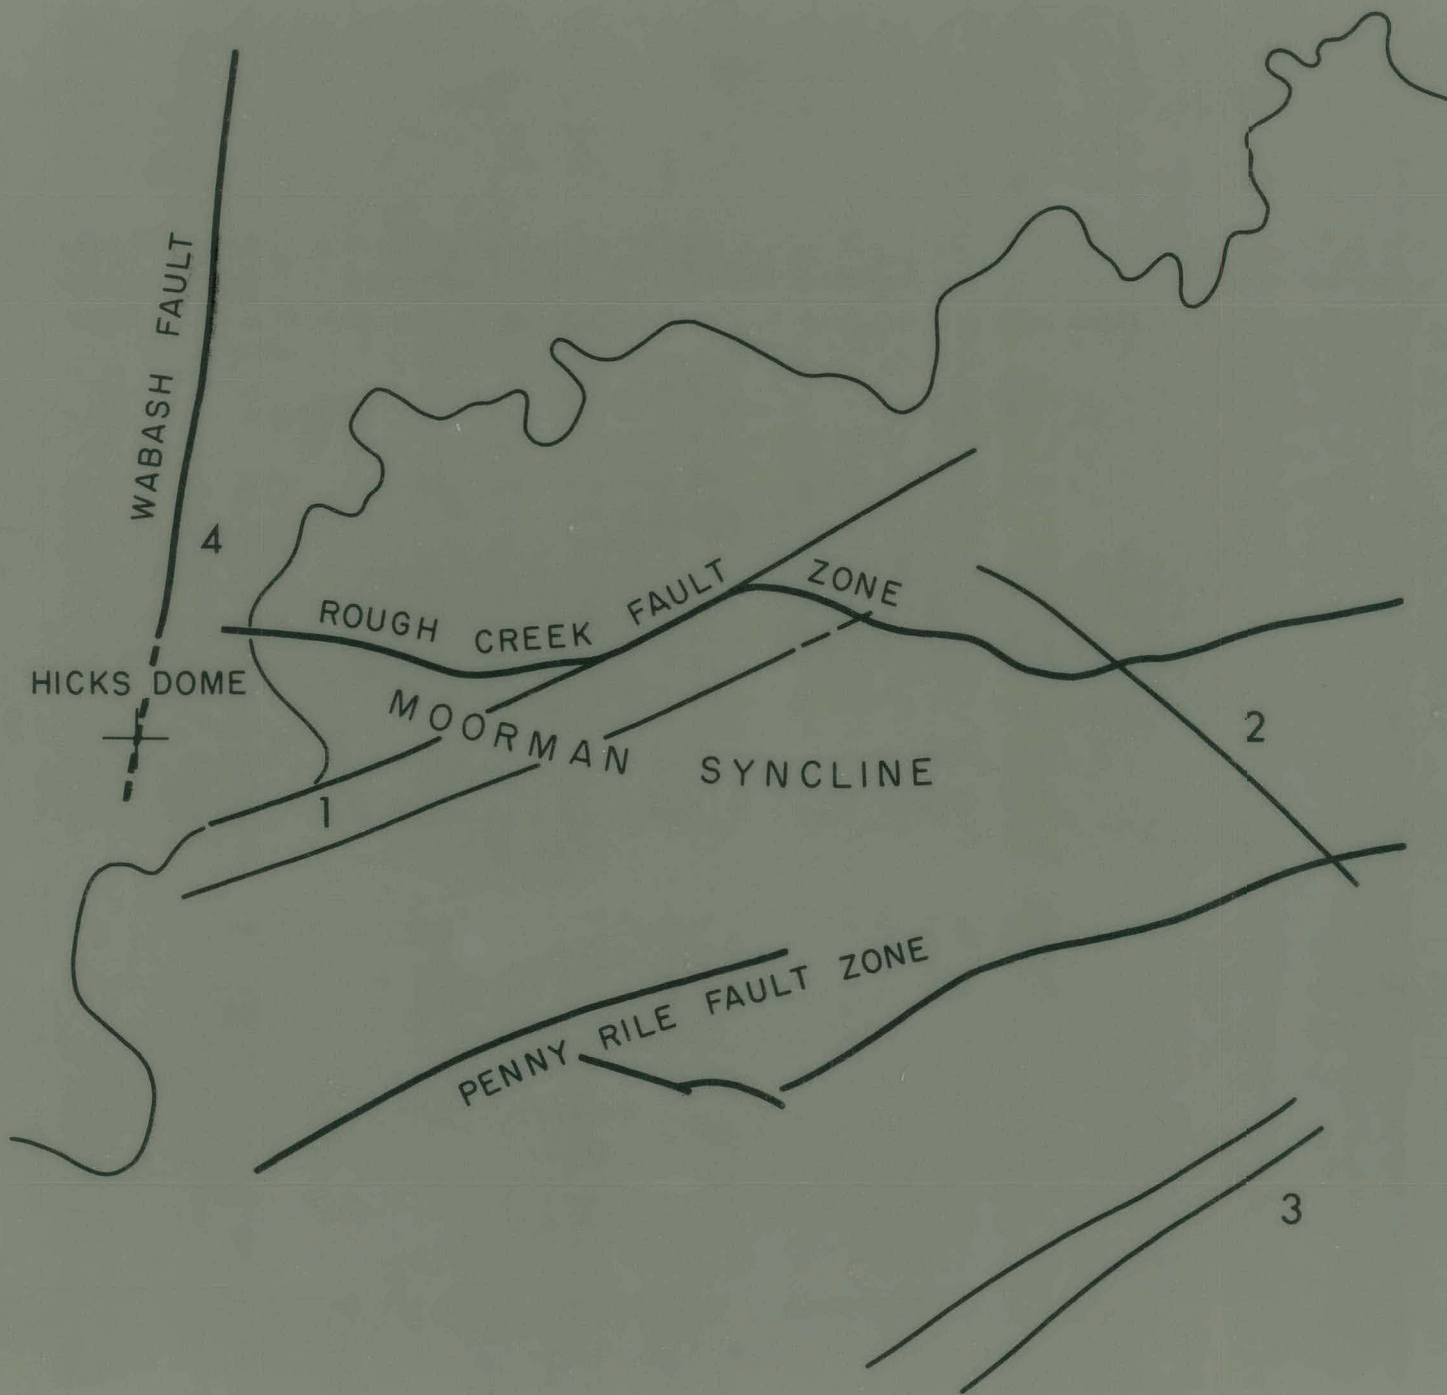 WABASH FAULT
4
ROUGH CREEK FAULT ZONE
HICKS DOME
MOORMAN SYNCLINE
2
1
PENNY RILE FAULT ZONE
3